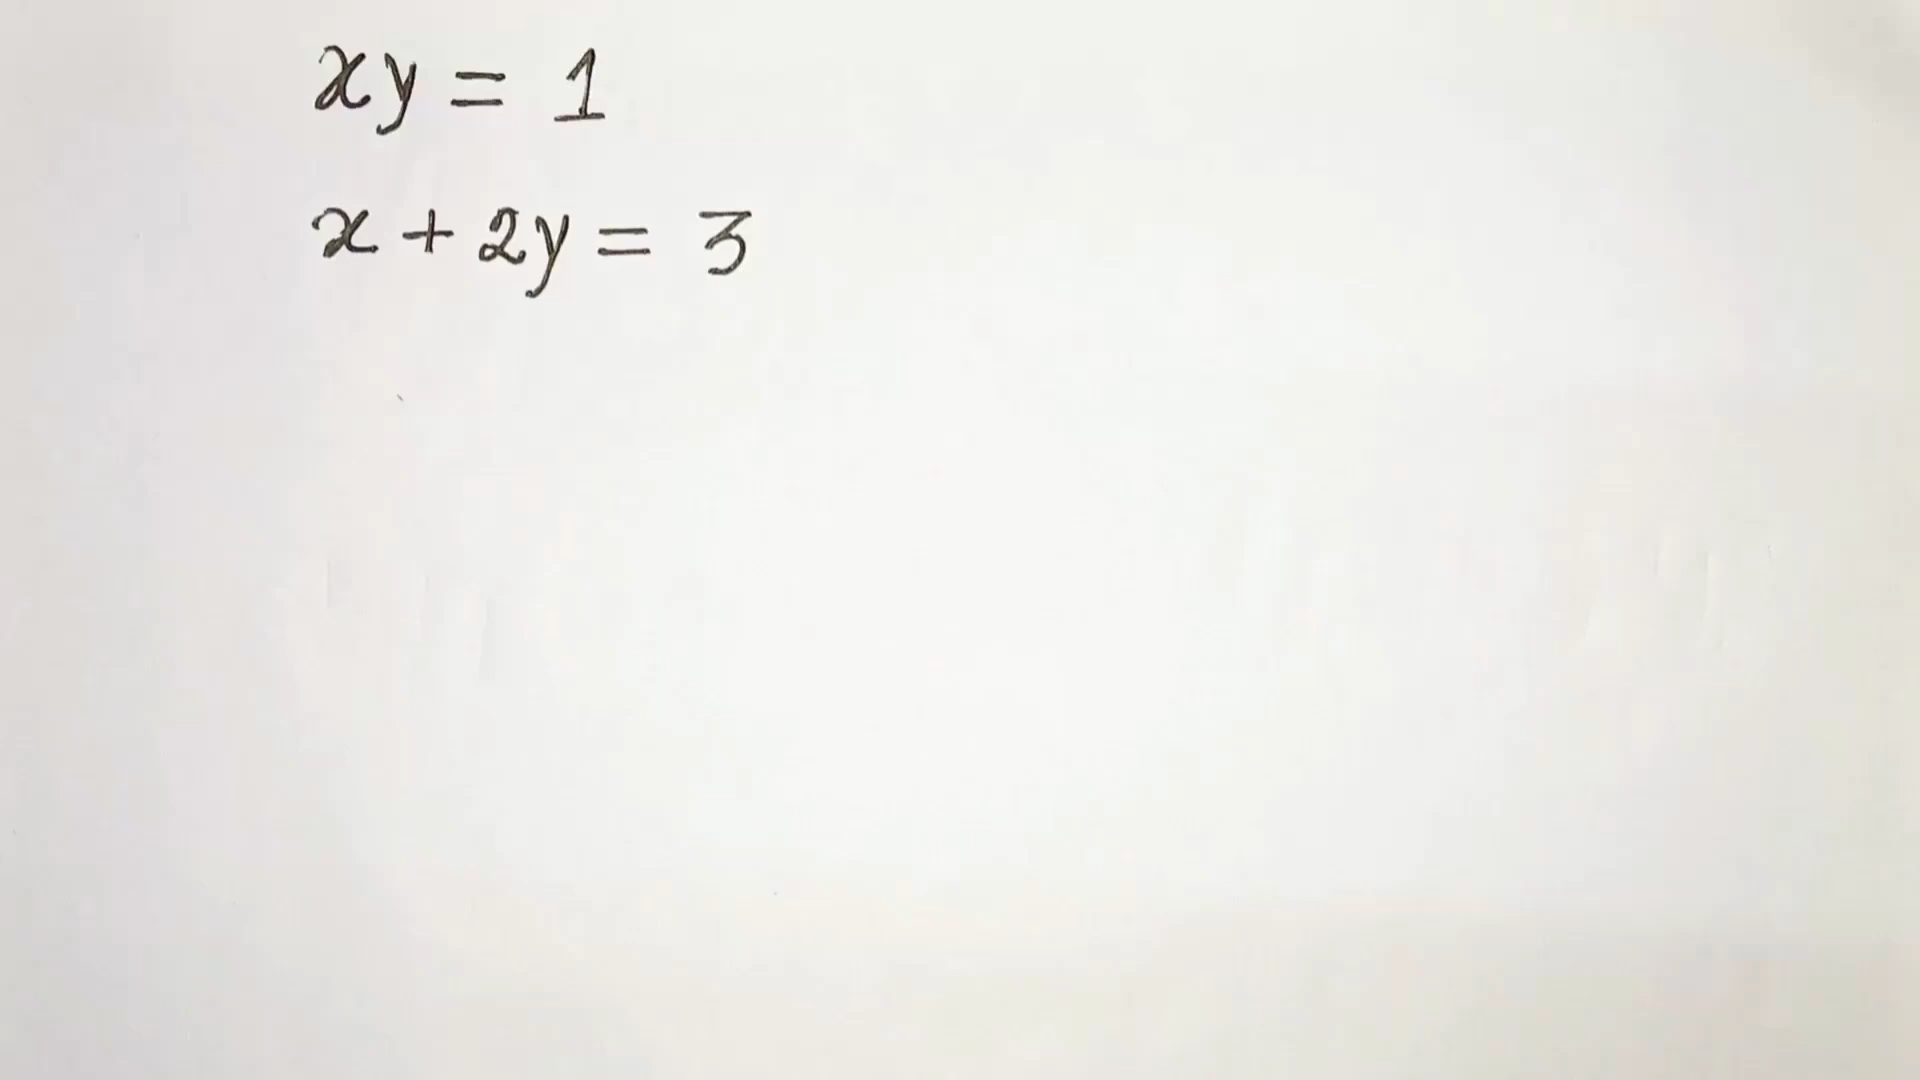 xy = 1
x + 2y = 3